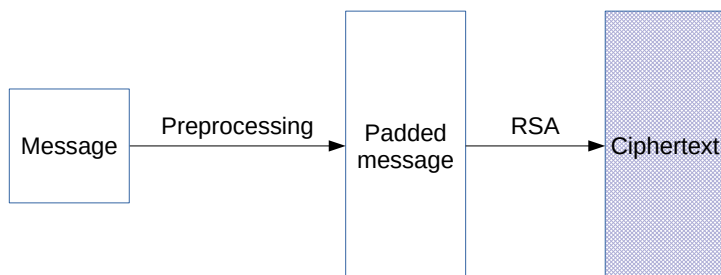 Message
Preprocessing
Padded
message
RSA
Ciphertext